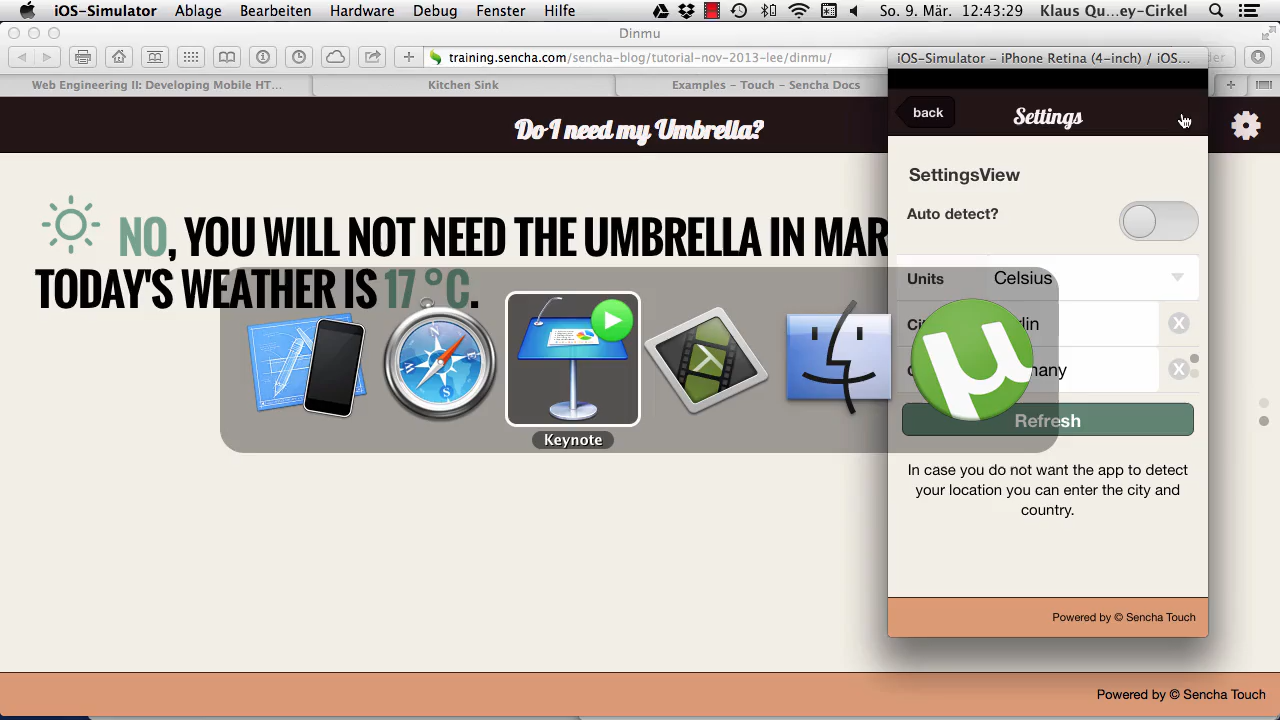 iOS-Simulator Ablage Bearbeiten Hardware Debug Fenster Hilfe So. 9. Mär. 12:43:29 Klaus Qu...ey-Cirkel
Dinmu
training.sencha.com/sencha-blog/tutorial-nov-2013-lee/dinmu/
iOS-Simulator – iPhone Retina (4-inch) / iOS...
Web Engineering II: Developing Mobile HT...
Kitchen Sink
Examples – Touch – Sencha Docs
Do I need my Umbrella?
back
Settings
NO, YOU WILL NOT NEED THE UMBRELLA IN MAR
TODAY'S WEATHER IS 17 °C.
SettingsView
Auto detect?
Units Celsius
Keynote
Refresh
In case you do not want the app to detect
your location you can enter the city and
country.
Powered by © Sencha Touch
Powered by © Sencha Touch